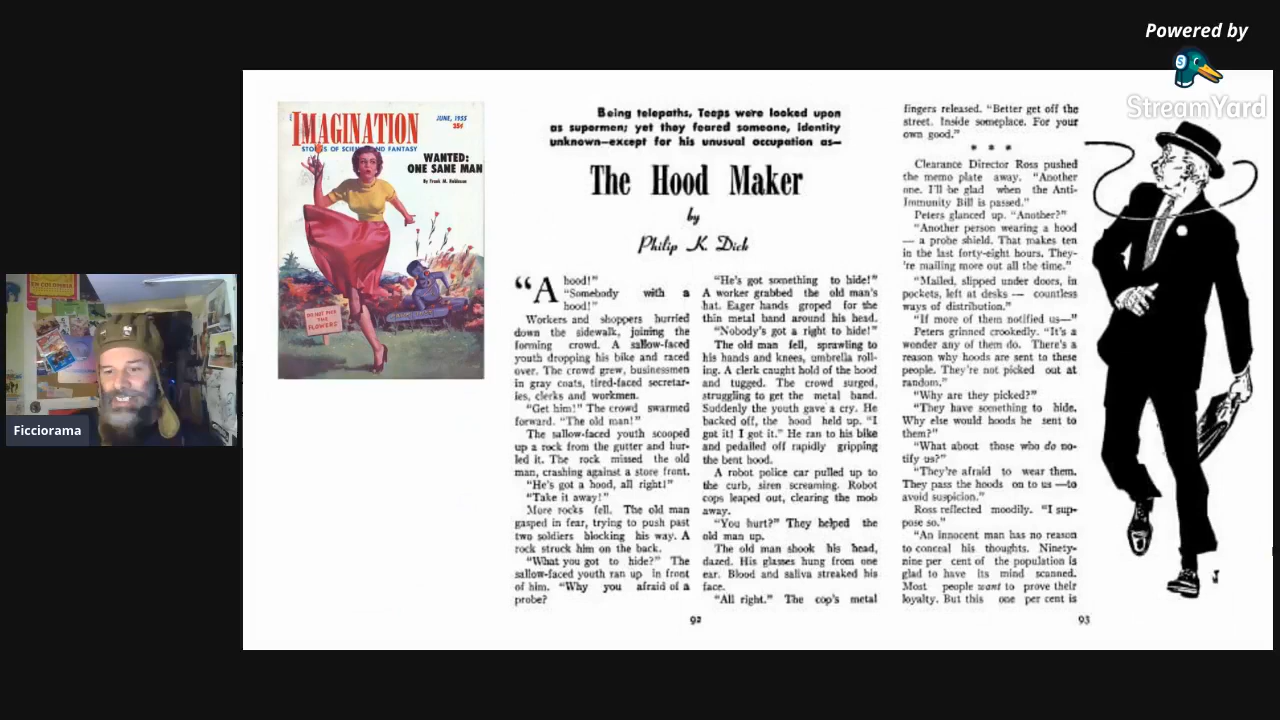 Powered by
StreamYard
Ficciorama
IMAGINATION
JUNE, 1955
35¢
STORIES OF SCIENCE AND FANTASY
WANTED:
ONE SANE MAN
By Frank M. Robinson
DO NOT PICK
THE
FLOWERS
Being telepaths, Teeps were looked upon
as supermen; yet they feared someone, identity
unknown—except for his unusual occupation as—
The Hood Maker
by
Philip K. Dick
“A hood!”
“Somebody with a
hood!”
Workers and shoppers hurried
down the sidewalk, joining the
forming crowd. A sallow-faced
youth dropping his bike and raced
over. The crowd grew, businessmen
in gray coats, tired-faced secretar-
ies, clerks and workmen.
“Get him!” The crowd swarmed
forward. “The old man!”
The sallow-faced youth scooped
up a rock from the gutter and hur-
led it. The rock missed the old
man, crashing against a store front.
“He's got a hood, all right!”
“Take it away!”
More rocks fell. The old man
gasped in fear, trying to push past
two soldiers blocking his way. A
rock struck him on the back.
“What you got to hide?” The
sallow-faced youth ran up in front
of him. “Why you afraid of a
probe?
“He's got something to hide!”
A worker grabbed the old man's
hat. Eager hands groped for the
thin metal band around his head.
“Nobody's got a right to hide!”
The old man fell, sprawling to
his hands and knees, umbrella roll-
ing. A clerk caught hold of the hood
and tugged. The crowd surged,
struggling to get the metal band.
Suddenly the youth gave a cry. He
backed off, the hood held up. “I
got it! I got it.” He ran to his bike
and pedalled off rapidly gripping
the bent hood.
A robot police car pulled up to
the curb, siren screaming. Robot
cops leaped out, clearing the mob
away.
“You hurt?” They helped the
old man up.
The old man shook his head,
dazed. His glasses hung from one
ear. Blood and saliva streaked his
face.
“All right.” The cop's metal
92
fingers released. “Better get off the
street. Inside someplace. For your
own good.”
* * *
Clearance Director Ross pushed
the memo plate away. “Another
one. I'll be glad when the Anti-
Immunity Bill is passed.”
Peters glanced up. “Another?”
“Another person wearing a hood
— a probe shield. That makes ten
in the last forty-eight hours. They-
're mailing more out all the time.”
“Mailed, slipped under doors, in
pockets, left at desks — countless
ways of distribution.”
“If more of them notified us—”
Peters grinned crookedly. “It's a
wonder any of them do. There's a
reason why hoods are sent to these
people. They're not picked out at
random.”
“Why are they picked?”
“They have something to hide.
Why else would hoods be sent to
them?”
“What about those who do no-
tify us?”
“They're afraid to wear them.
They pass the hoods on to us —to
avoid suspicion.”
Ross reflected moodily. “I sup-
pose so.”
“An innocent man has no reason
to conceal his thoughts. Ninety-
nine per cent of the population is
glad to have its mind scanned.
Most people want to prove their
loyalty. But this one per cent is
93